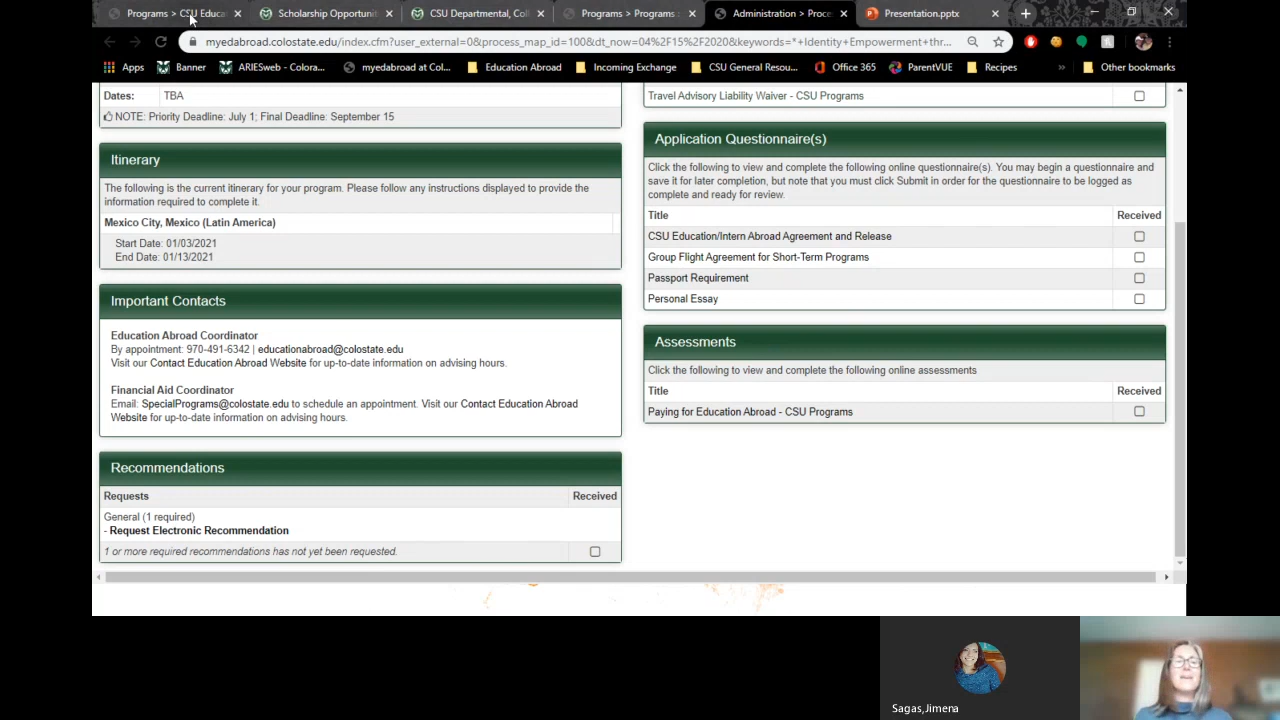 Programs > CSU Educa
Scholarship Opportuni
CSU Departmental, Col
Programs > Programs :
Administration > Proce
Presentation.pptx
myedabroad.colostate.edu/index.cfm?user_external=0&process_map_id=100&dt_now=04%2F15%2F2020&keywords=*+Identity+Empowerment+thr...
Apps
Banner
ARIESweb - Colora...
myedabroad at Col...
Education Abroad
Incoming Exchange
CSU General Resou...
Office 365
ParentVUE
Recipes
»
Other bookmarks
Dates: TBA
NOTE: Priority Deadline: July 1; Final Deadline: September 15
Itinerary
The following is the current itinerary for your program. Please follow any instructions displayed to provide the
information required to complete it.
Mexico City, Mexico (Latin America)
Start Date: 01/03/2021
End Date: 01/13/2021
Important Contacts
Education Abroad Coordinator
By appointment: 970-491-6342 | educationabroad@colostate.edu
Visit our Contact Education Abroad Website for up-to-date information on advising hours.
Financial Aid Coordinator
Email: SpecialPrograms@colostate.edu to schedule an appointment. Visit our Contact Education Abroad
Website for up-to-date information on advising hours.
Recommendations
Requests Received
General (1 required)
- Request Electronic Recommendation
1 or more required recommendations has not yet been requested.
Travel Advisory Liability Waiver - CSU Programs
Application Questionnaire(s)
Click the following to view and complete the following online questionnaire(s). You may begin a questionnaire and
save it for later completion, but note that you must click Submit in order for the questionnaire to be logged as
complete and ready for review.
Title Received
CSU Education/Intern Abroad Agreement and Release
Group Flight Agreement for Short-Term Programs
Passport Requirement
Personal Essay
Assessments
Click the following to view and complete the following online assessments
Title Received
Paying for Education Abroad - CSU Programs
Sagas,Jimena